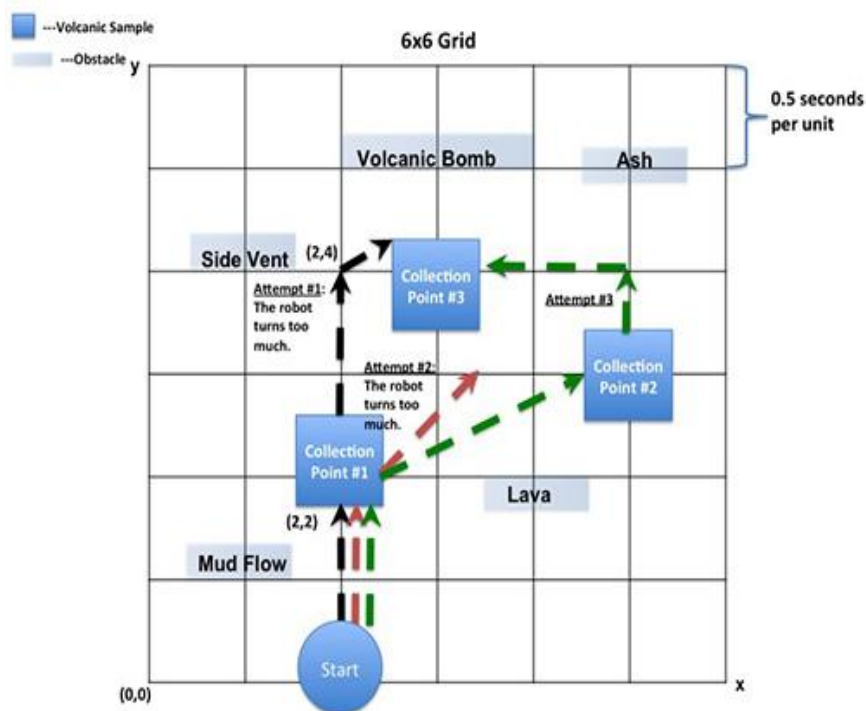 ---Volcanic Sample
6x6 Grid
---Obstacle
y
0.5 seconds
per unit
Volcanic Bomb
Ash
Side Vent
(2,4)
Attempt #1:
The robot
turns too
much.
Collection
Point #3
Attempt #3
Attempt #2:
The robot
turns too
much.
Collection
Point #2
Collection
Point #1
Lava
(2,2)
Mud Flow
Start
(0,0)
x